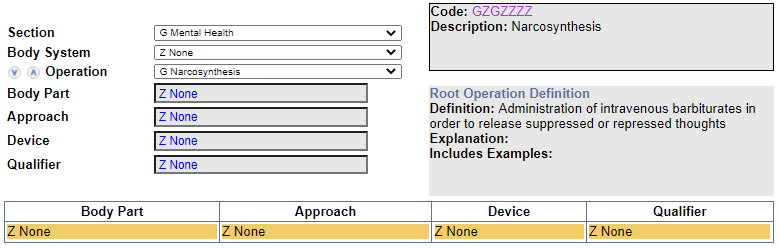 Section G Mental Health
Body System Z None
Operation G Narcosynthesis
Body Part Z None
Approach Z None
Device Z None
Qualifier Z None
Code: GZGZZZZ
Description: Narcosynthesis
Root Operation Definition
Definition: Administration of intravenous barbiturates in
order to release suppressed or repressed thoughts
Explanation:
Includes Examples:
Body Part Approach Device Qualifier
Z None Z None Z None Z None